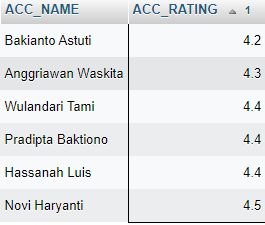 ACC_NAME ACC_RATING 1
Bakianto Astuti 4.2
Anggriawan Waskita 4.3
Wulandari Tami 4.4
Pradipta Baktiono 4.4
Hassanah Luis 4.4
Novi Haryanti 4.5